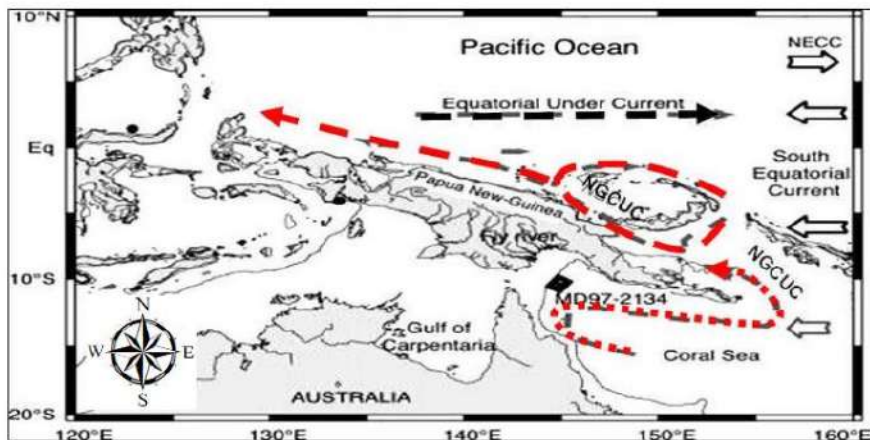 10°N
Pacific Ocean
NECC
Equatorial Under Current
Eq
South
Equatorial
Current
NGCUC
Papua New-Guinea
Fly river
NGCUC
10°S
MD97-2134
N
W E
S
Gulf of
Carpentaria
Coral Sea
AUSTRALIA
20°S
120°E 130°E 140°E 150°E 160°E